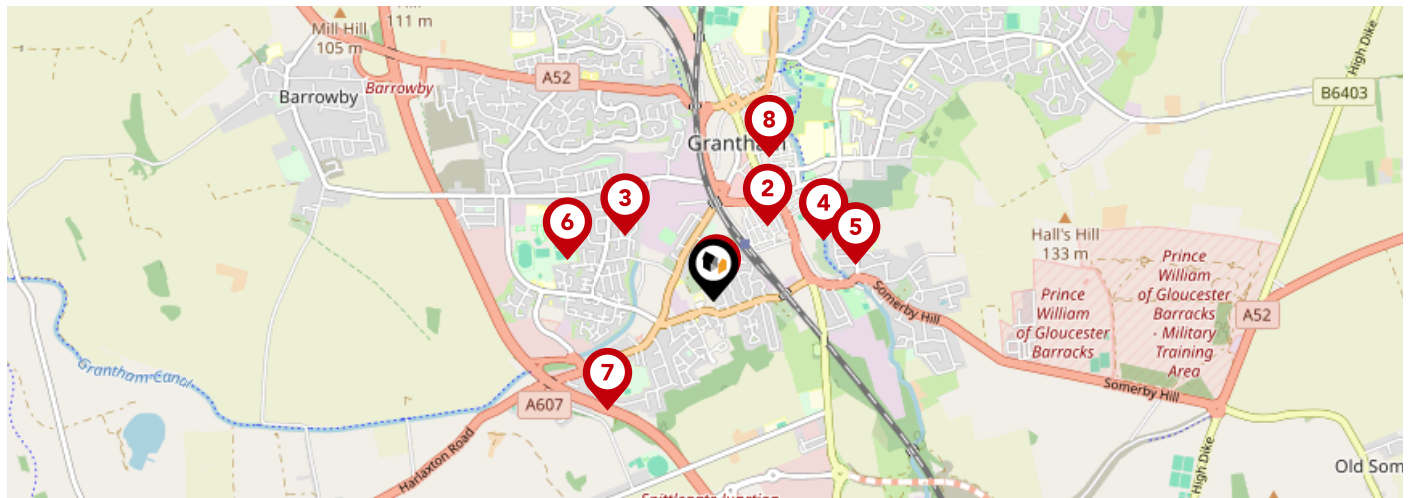 111 m
Mill Hill
105 m
A52
Barrowby
Barrowby
High Dike
B6403
8
Grantham
2
3
4
6
5
Hall's Hill
133 m
Prince
William
of Gloucester
Barracks
- Military
Training
Area
Prince
William
of Gloucester
Barracks
Somerby Hill
A52
Grantham Canal
7
A607
Somerby Hill
Harlaxton Road
High Dike
Old Som